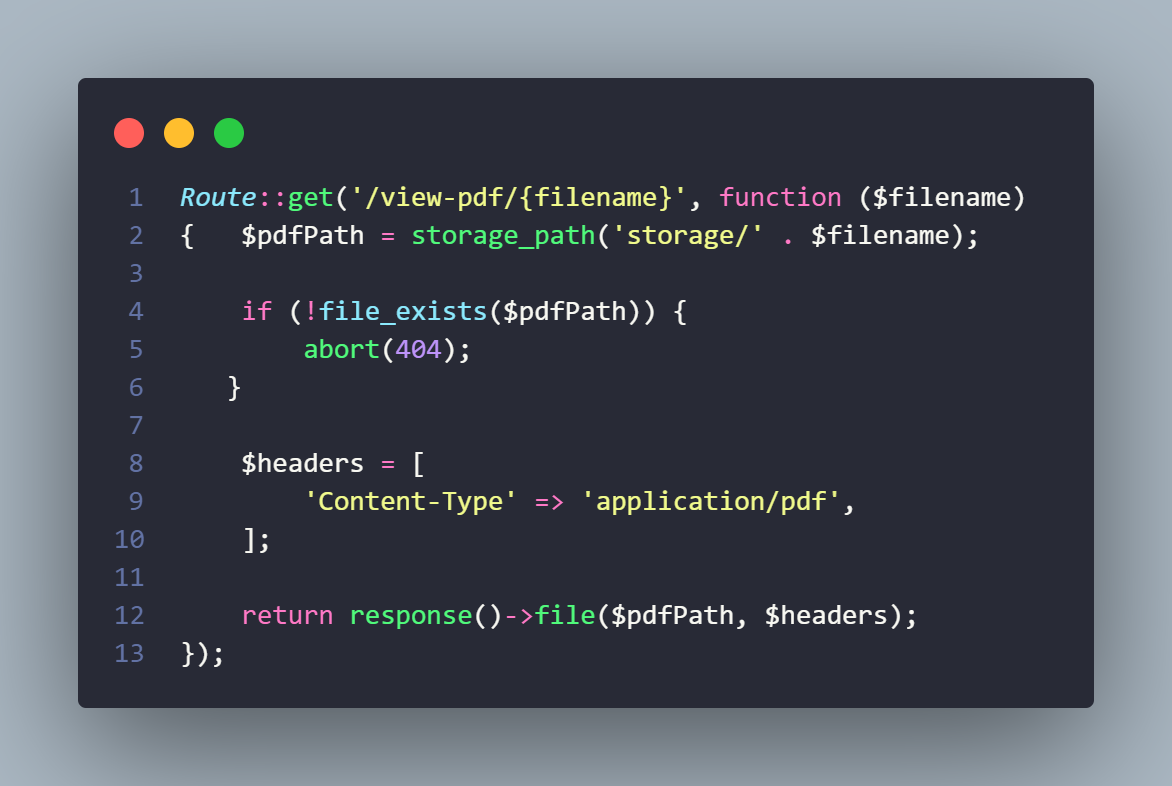 1 Route::get('/view-pdf/{filename}', function ($filename)
2 {   $pdfPath = storage_path('storage/' . $filename);
3
4     if (!file_exists($pdfPath)) {
5         abort(404);
6    }
7
8     $headers = [
9         'Content-Type' => 'application/pdf',
10     ];
11
12     return response()->file($pdfPath, $headers);
13 });